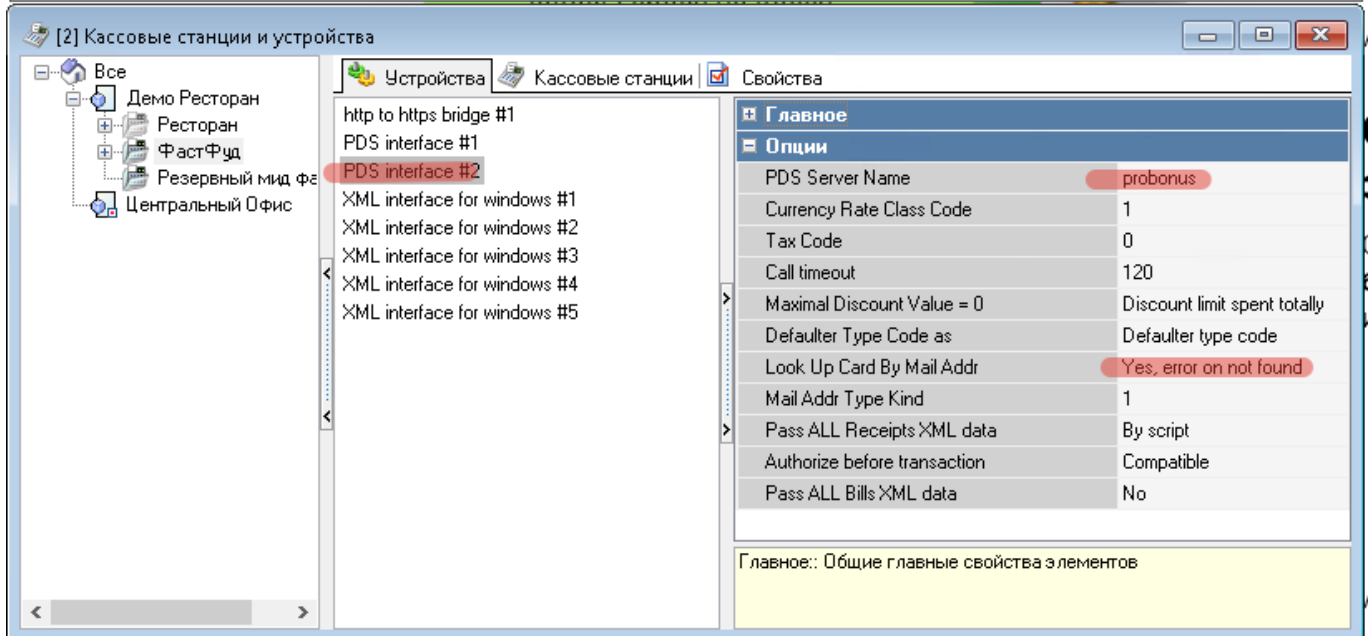 [2] Кассовые станции и устройства
Все
Демо Ресторан
Ресторан
ФастФуд
Резервный мид фа
Центральный Офис
Устройства
Кассовые станции
Свойства
http to https bridge #1
PDS interface #1
PDS interface #2
XML interface for windows #1
XML interface for windows #2
XML interface for windows #3
XML interface for windows #4
XML interface for windows #5
Главное
Опции
PDS Server Name probonus
Currency Rate Class Code 1
Tax Code 0
Call timeout 120
Maximal Discount Value = 0 Discount limit spent totally
Defaulter Type Code as Defaulter type code
Look Up Card By Mail Addr Yes, error on not found
Mail Addr Type Kind 1
Pass ALL Receipts XML data By script
Authorize before transaction Compatible
Pass ALL Bills XML data No
Главное:: Общие главные свойства элементов